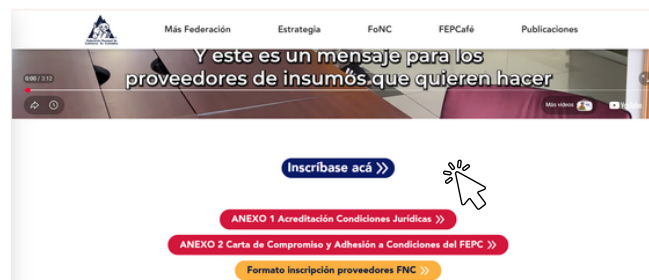 Más Federación
Estrategia
FoNC
FEPCafé
Publicaciones
Y este es un mensaje para los
proveedores de insumos que quieren hacer
0:00 / 3:12
Más videos
YouTube
Inscríbase acá »
ANEXO 1 Acreditación Condiciones Jurídicas »
ANEXO 2 Carta de Compromiso y Adhesión a Condiciones del FEPC »
Formato inscripción proveedores FNC »